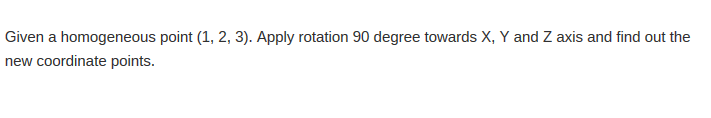 Given a homogeneous point (1, 2, 3). Apply rotation 90 degree towards X, Y and Z axis and find out the
new coordinate points.